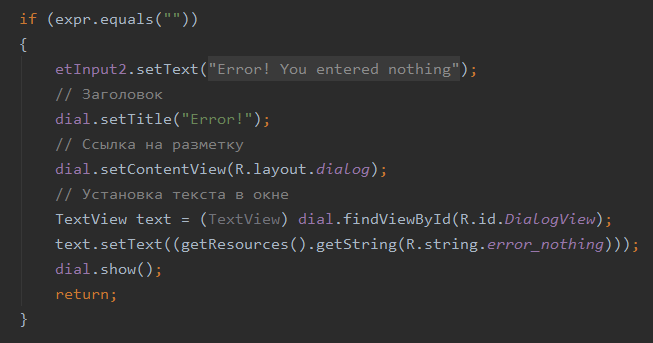 if (expr.equals(""))
{
    etInput2.setText("Error! You entered nothing");
    // Заголовок
    dial.setTitle("Error!");
    // Ссылка на разметку
    dial.setContentView(R.layout.dialog);
    // Установка текста в окне
    TextView text = (TextView) dial.findViewById(R.id.DialogView);
    text.setText((getResources().getString(R.string.error_nothing)));
    dial.show();
    return;
}